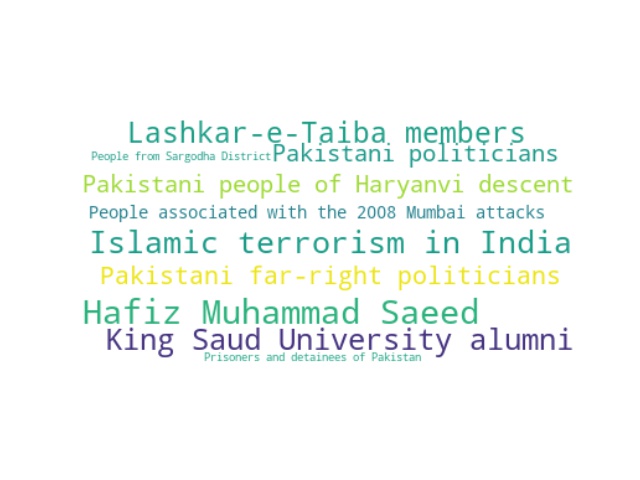 Lashkar-e-Taiba members
People from Sargodha District
Pakistani politicians
Pakistani people of Haryanvi descent
People associated with the 2008 Mumbai attacks
Islamic terrorism in India
Pakistani far-right politicians
Hafiz Muhammad Saeed
King Saud University alumni
Prisoners and detainees of Pakistan